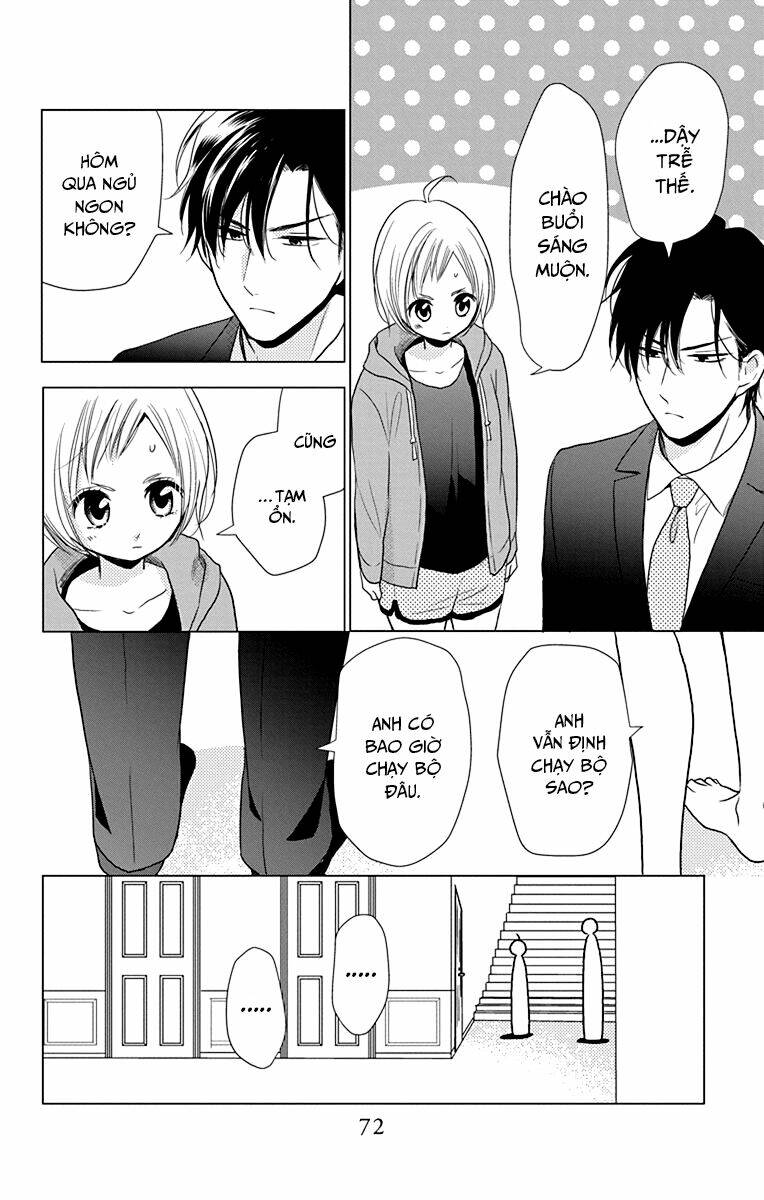 ...DẬY
TRỄ
THẾ.
CHÀO
BUỔI
SÁNG
MUỘN.
HÔM
QUA NGỦ
NGON
KHÔNG?
CŨNG
...TẠM
ỔN.
ANH
VẪN ĐỊNH
CHẠY BỘ
SAO?
ANH CÓ
BAO GIỜ
CHẠY BỘ
ĐÂU.
.....
.....
72